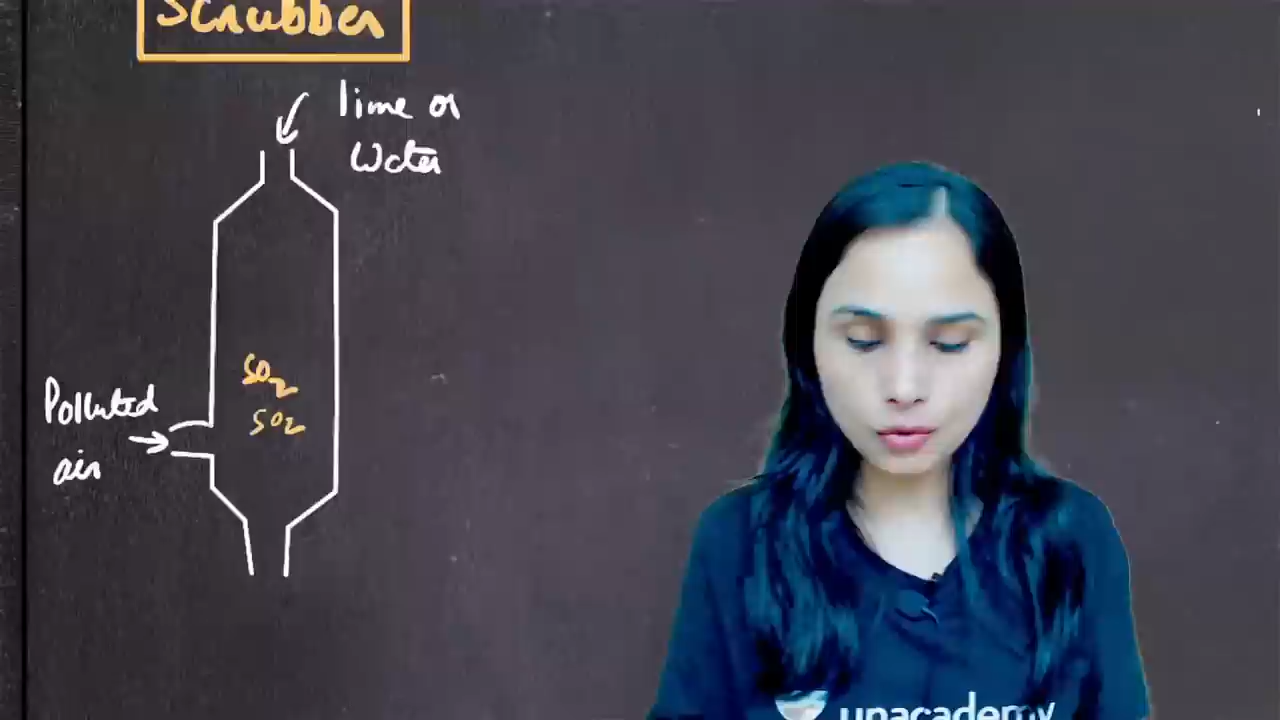 Scrubber
lime or
Water
SO2
SO2
Polluted
air
unacademy